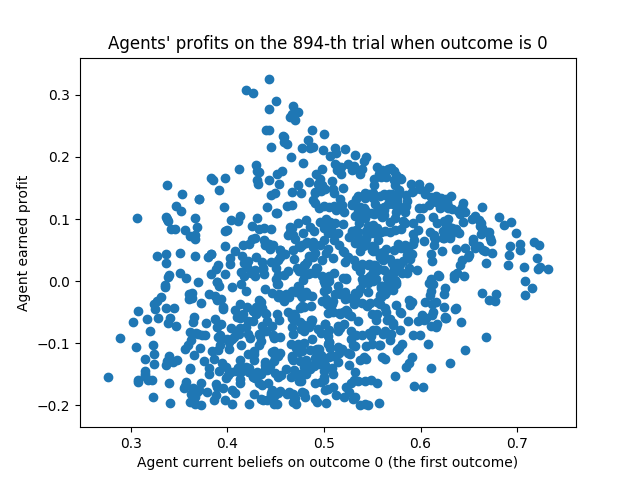 Agents' profits on the 894-th trial when outcome is 0
0.3
0.2
0.1
0.0
−0.1
−0.2
Agent earned profit
0.3 0.4 0.5 0.6 0.7
Agent current beliefs on outcome 0 (the first outcome)